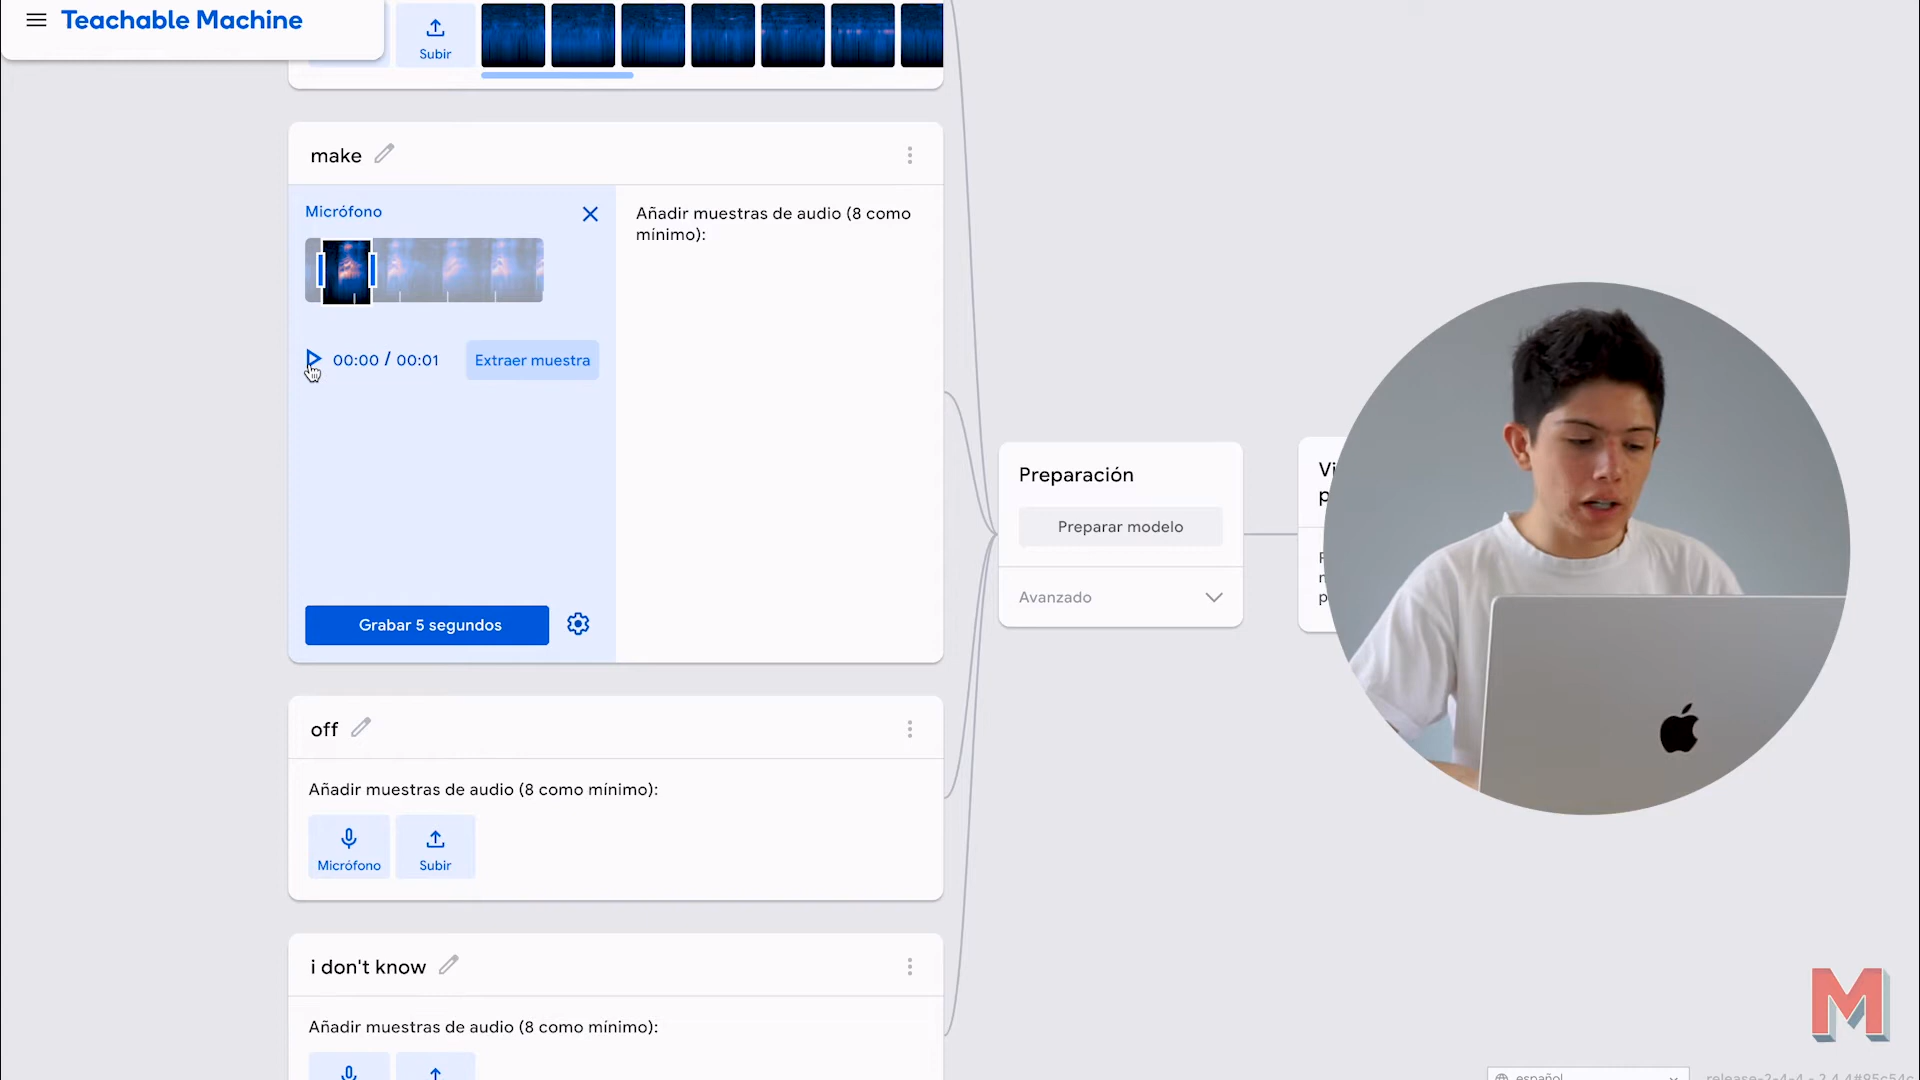 Teachable Machine
Subir
make
Micrófono
Añadir muestras de audio (8 como
mínimo):
00:00 / 00:01
Extraer muestra
Grabar 5 segundos
off
Añadir muestras de audio (8 como mínimo):
Micrófono
Subir
i don't know
Añadir muestras de audio (8 como mínimo):
Preparación
Preparar modelo
Avanzado
Vi
p
M
español